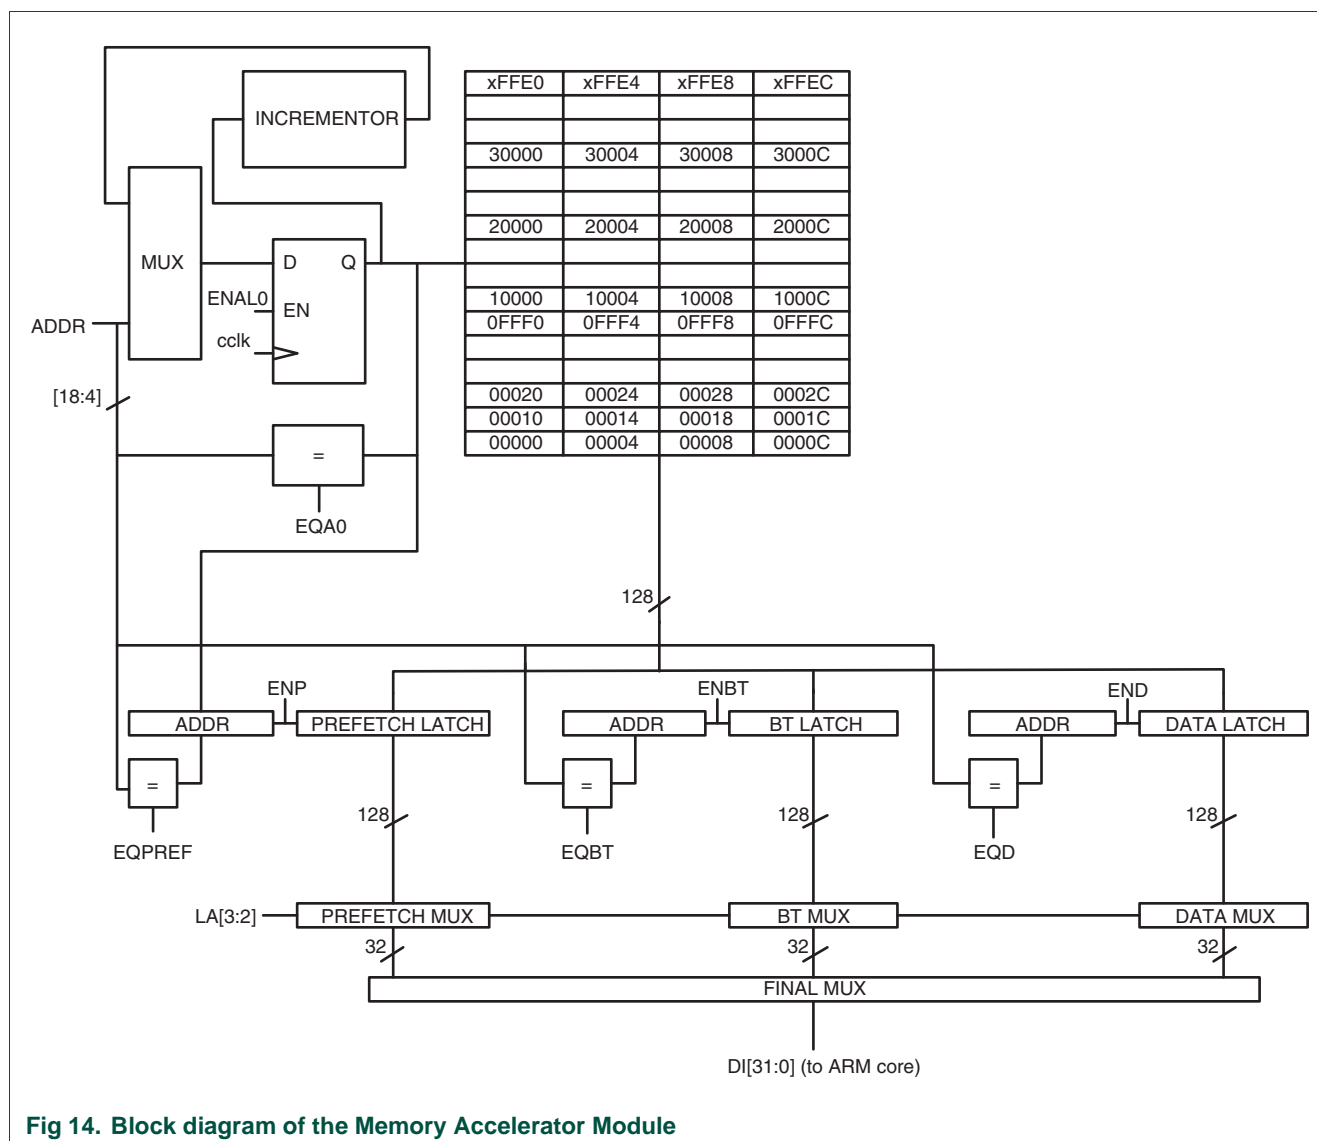 xFFE0 xFFE4 xFFE8 xFFEC
INCREMENTOR
30000 30004 30008 3000C
20000 20004 20008 2000C
MUX D Q
ENAL0 EN
10000 10004 10008 1000C
ADDR
0FFF0 0FFF4 0FFF8 0FFFC
cclk
[18:4]
00020 00024 00028 0002C
00010 00014 00018 0001C
00000 00004 00008 0000C
=
EQA0
128
ENP ENBT END
ADDR PREFETCH LATCH ADDR BT LATCH ADDR DATA LATCH
= = =
128 128 128
EQPREF EQBT EQD
LA[3:2] PREFETCH MUX BT MUX DATA MUX
32 32 32
FINAL MUX
DI[31:0] (to ARM core)
Fig 14. Block diagram of the Memory Accelerator Module